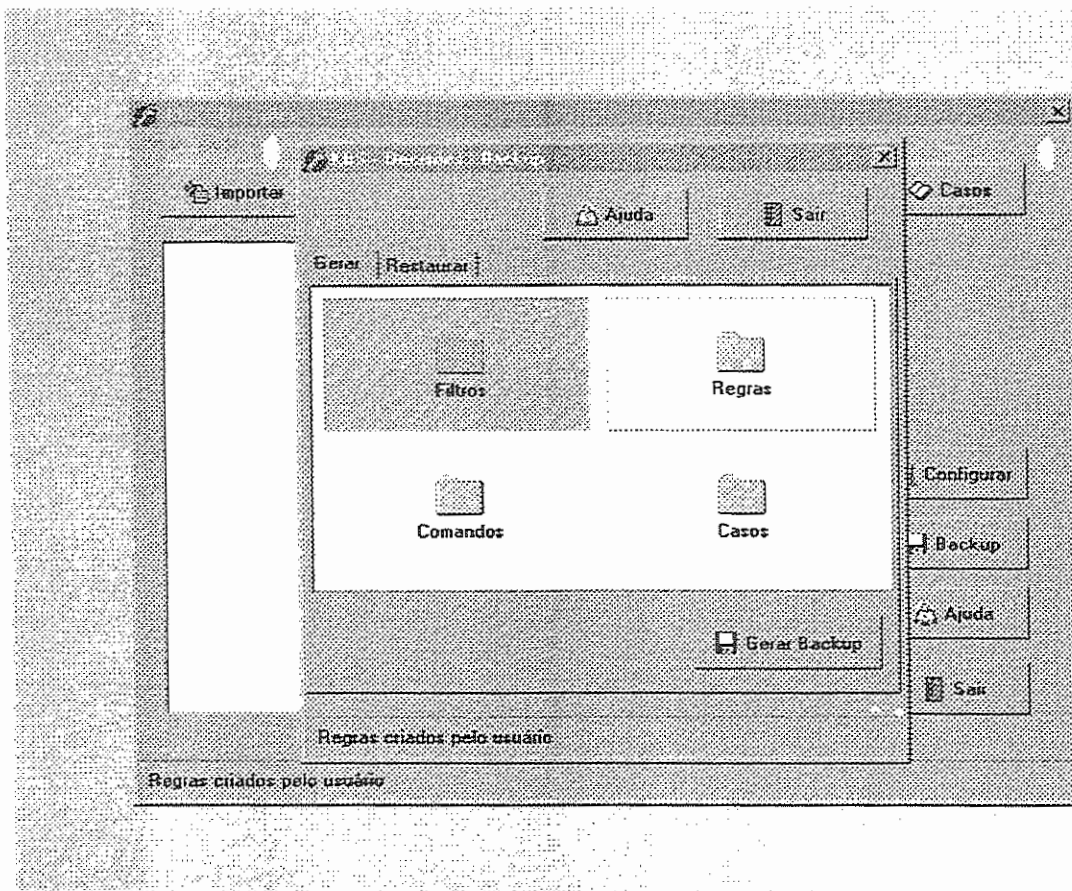 Backup
Importar
Ajuda
Sair
Casos
Gerar
Restaurar
Filtros
Regras
Comandos
Casos
Configurar
Backup
Ajuda
Sair
Gerar Backup
Regras criados pelo usuário
Regras criados pelo usuário